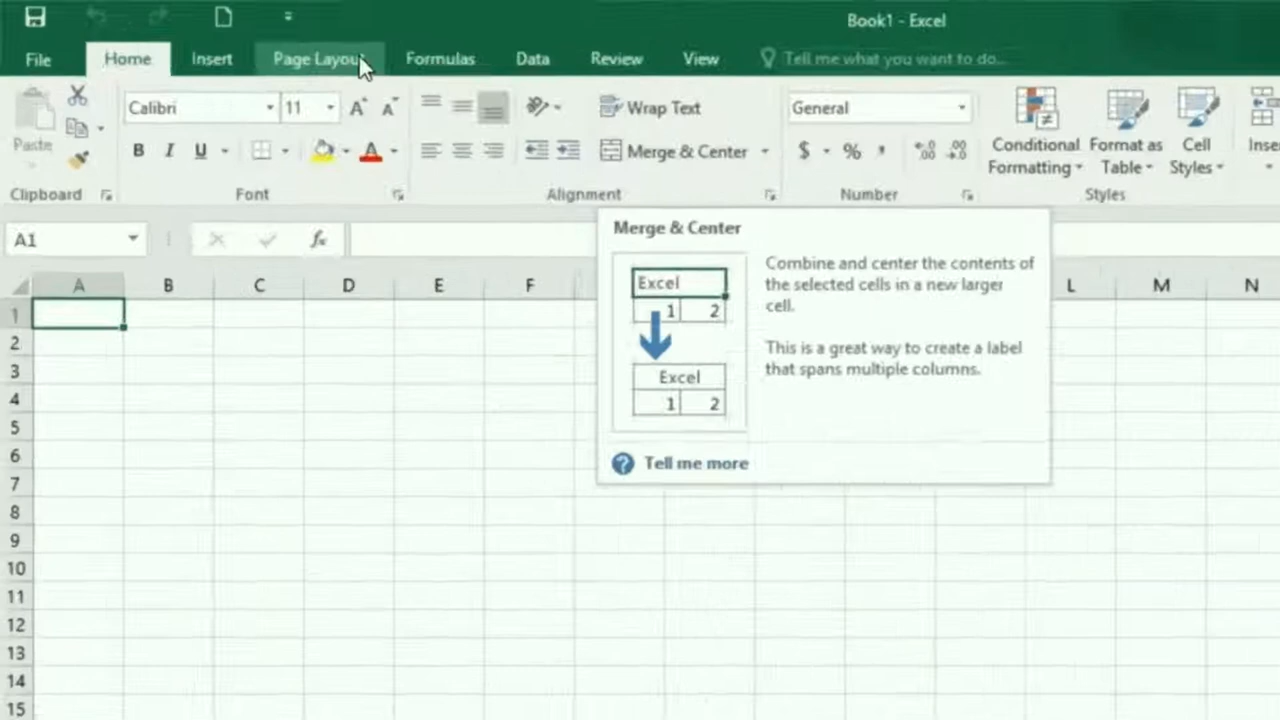 Book1 - Excel
File Home Insert Page Layout Formulas Data Review View Tell me what you want to do...
Calibri 11 Wrap Text General
Paste B I U Merge & Center $ % , Conditional Formatting Format as Table Cell Styles
Clipboard Font Alignment Number Styles
A1 fx
Merge & Center
Excel
1 2
Excel
1 2
Combine and center the contents of
the selected cells in a new larger
cell.
This is a great way to create a label
that spans multiple columns.
Tell me more
A B C D E F L M N
1
2
3
4
5
6
7
8
9
10
11
12
13
14
15